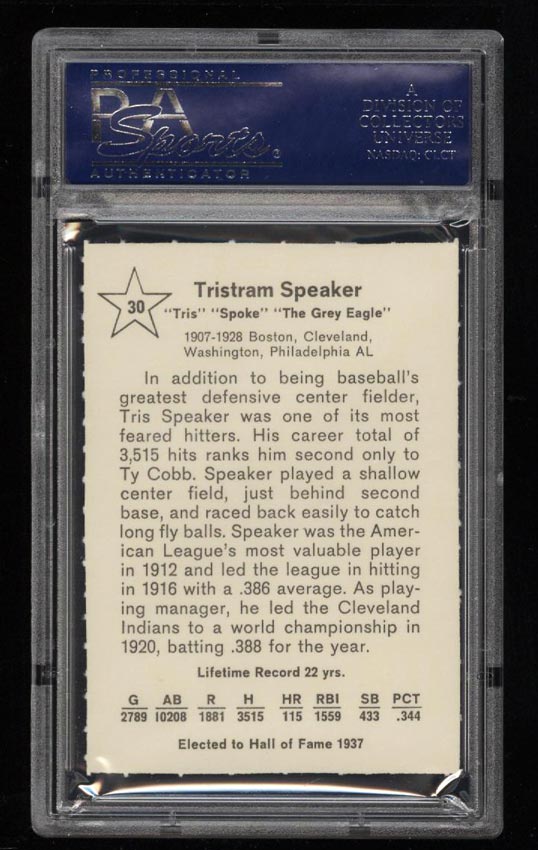 PROFESSIONAL
PSA
Sports
AUTHENTICATOR
A
DIVISION OF
COLLECTORS
UNIVERSE
NASDAQ: CLCT
30
Tristram Speaker
"Tris" "Spoke" "The Grey Eagle"
1907-1928 Boston, Cleveland,
Washington, Philadelphia AL
In addition to being baseball's
greatest defensive center fielder,
Tris Speaker was one of its most
feared hitters. His career total of
3,515 hits ranks him second only to
Ty Cobb. Speaker played a shallow
center field, just behind second
base, and raced back easily to catch
long fly balls. Speaker was the Amer-
ican League's most valuable player
in 1912 and led the league in hitting
in 1916 with a .386 average. As play-
ing manager, he led the Cleveland
Indians to a world championship in
1920, batting .388 for the year.
Lifetime Record 22 yrs.
G AB R H HR RBI SB PCT
2789 10208 1881 3515 115 1559 433 .344
Elected to Hall of Fame 1937